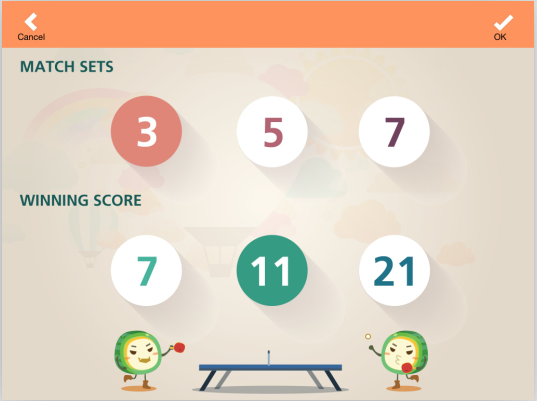 Cancel
OK
MATCH SETS
3 5 7
WINNING SCORE
7 11 21